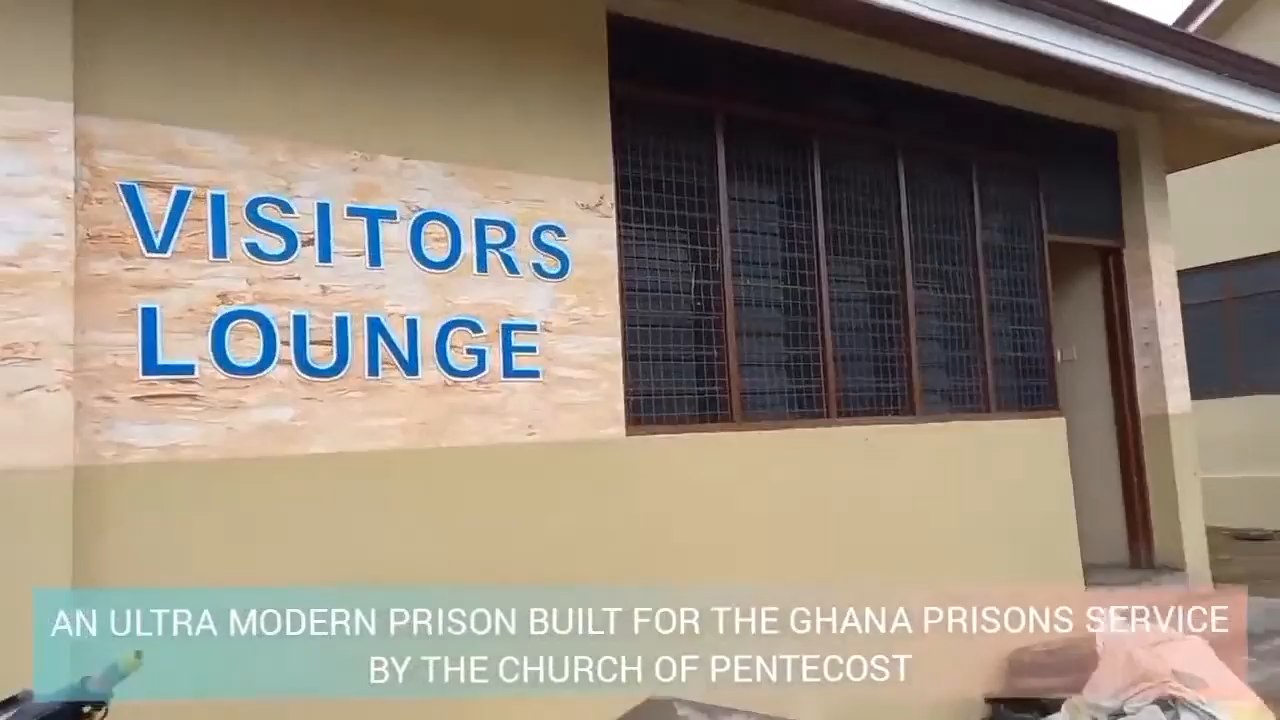 VISITORS
LOUNGE
AN ULTRA MODERN PRISON BUILT FOR THE GHANA PRISONS SERVICE
BY THE CHURCH OF PENTECOST